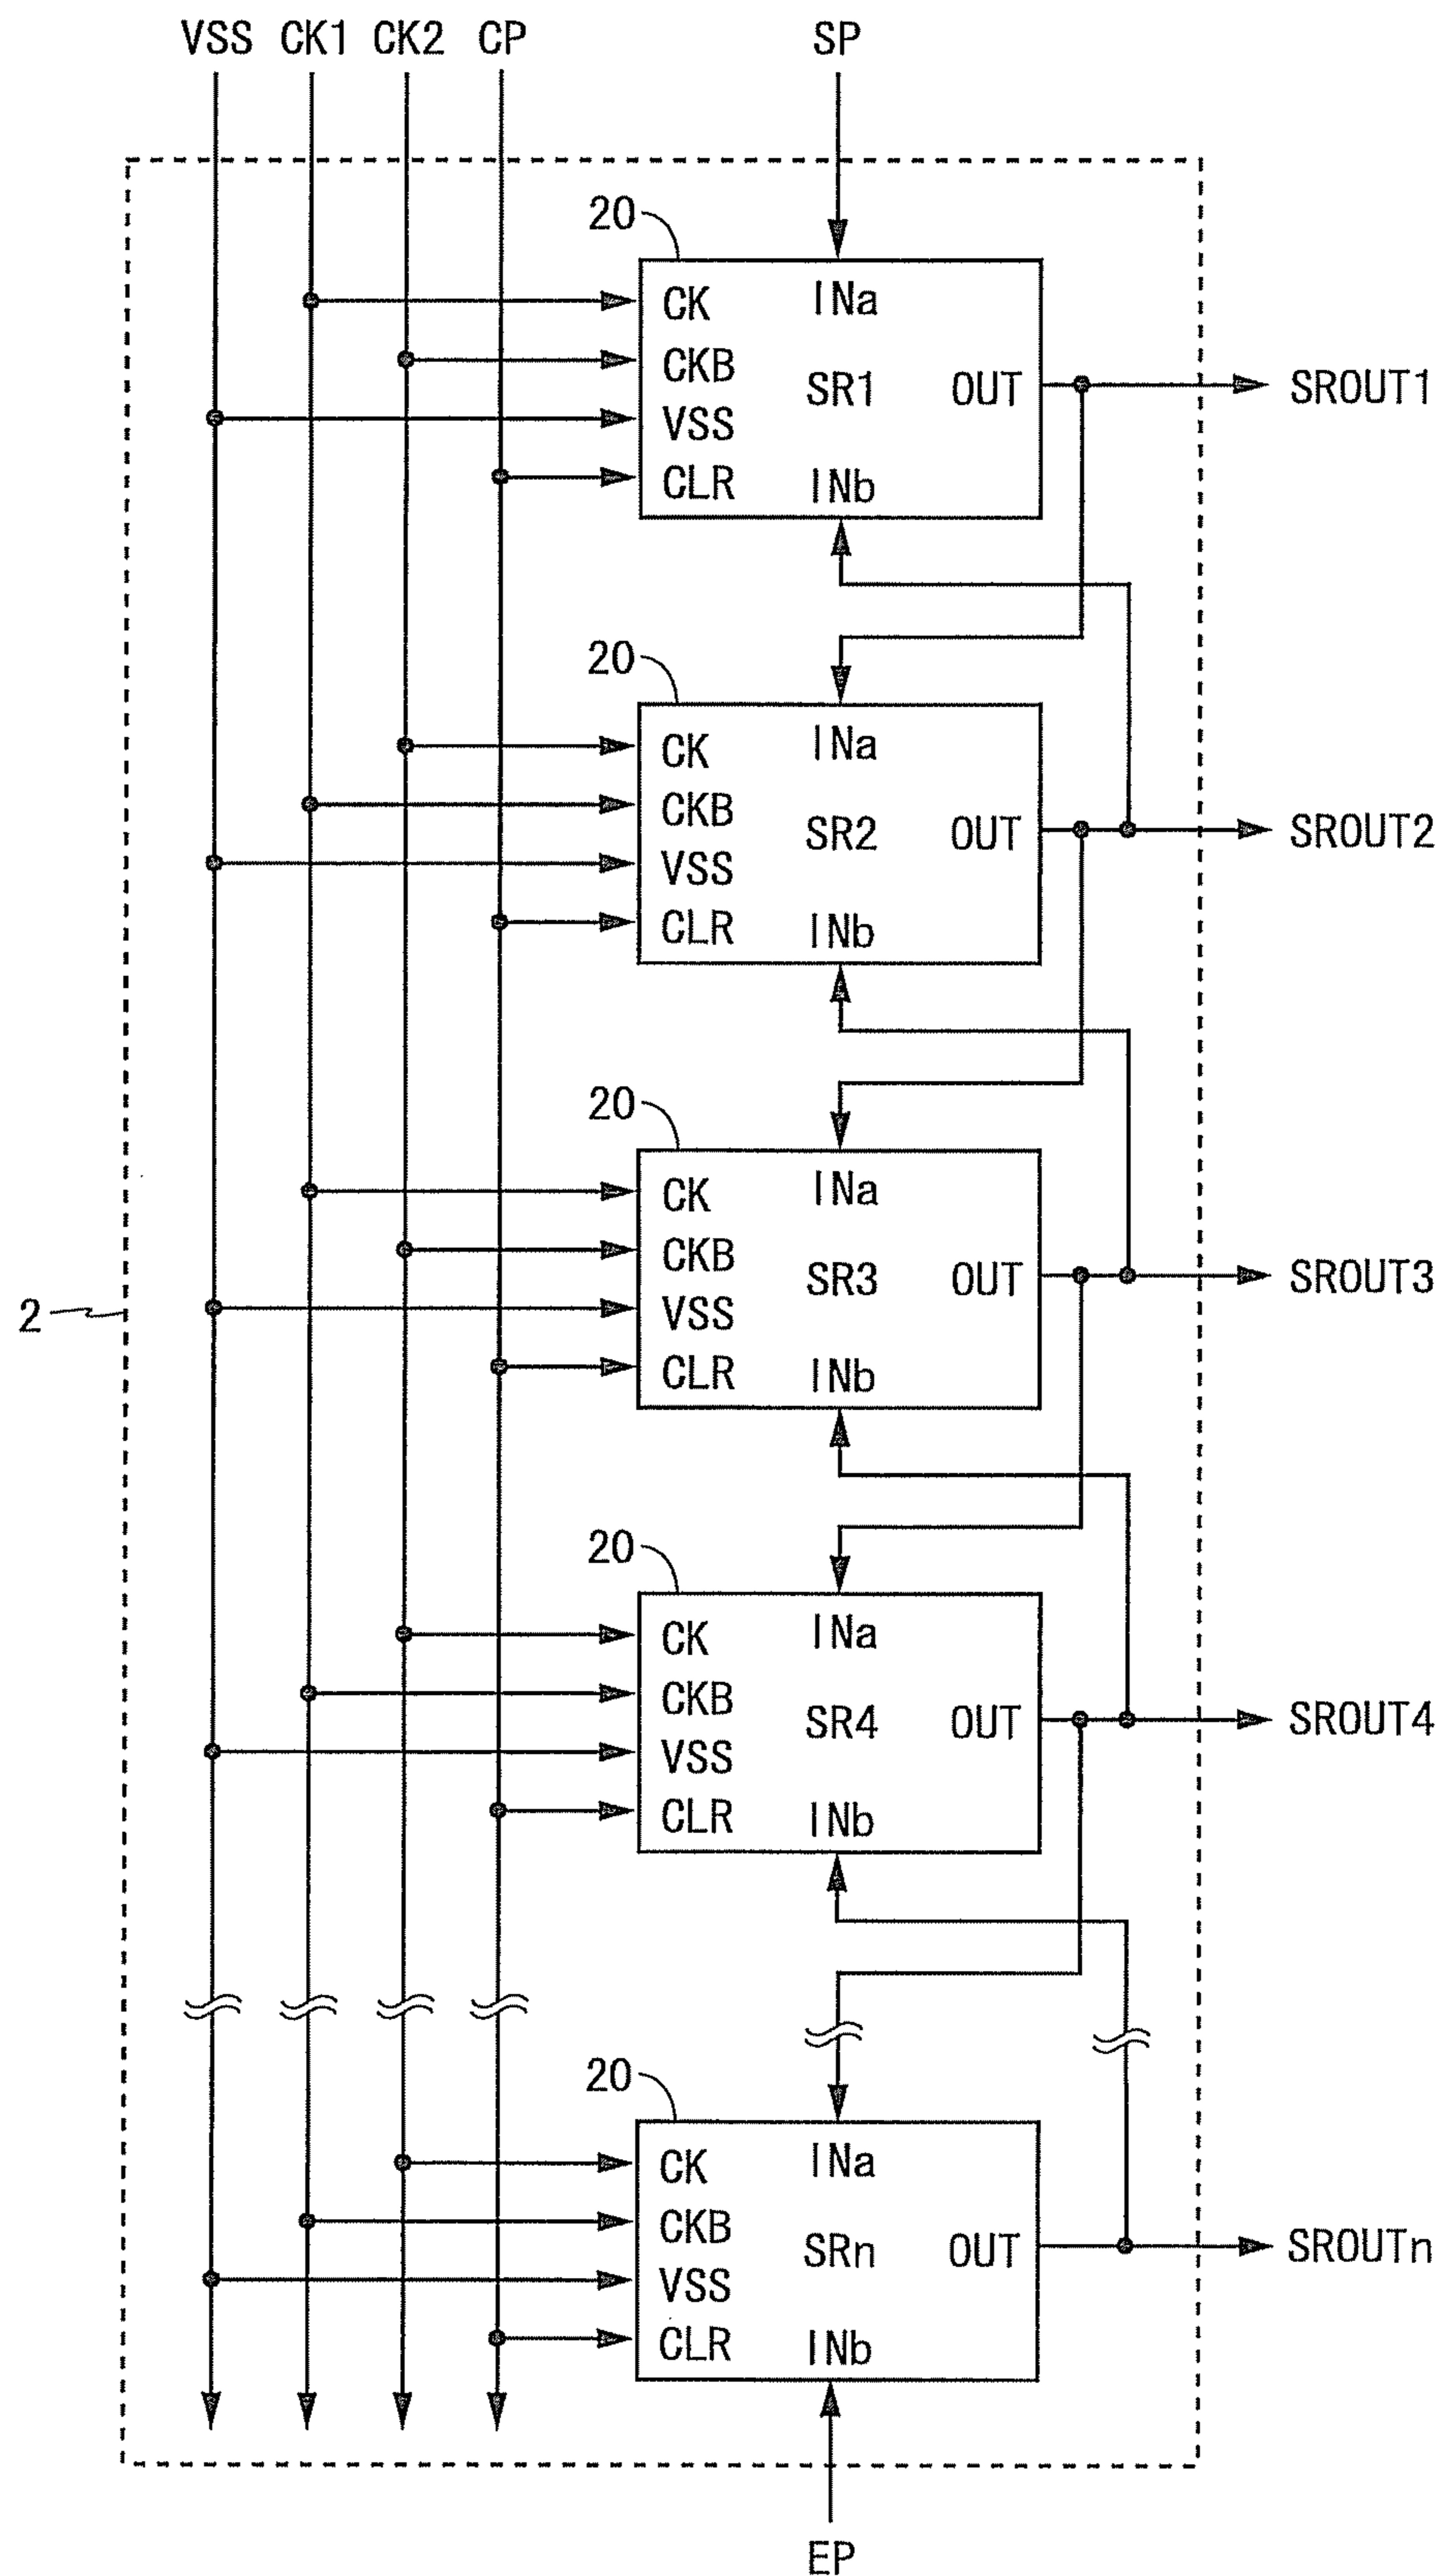 VSS CK1 CK2 CP SP
20
CK INa
CKB SR1 OUT SROUT1
VSS
CLR INb
20
CK INa
CKB SR2 OUT SROUT2
VSS
CLR INb
20
CK INa
CKB SR3 OUT SROUT3
2 VSS
CLR INb
20
CK INa
CKB SR4 OUT SROUT4
VSS
CLR INb
20
CK INa
CKB SRn OUT SROUTn
VSS
CLR INb
EP